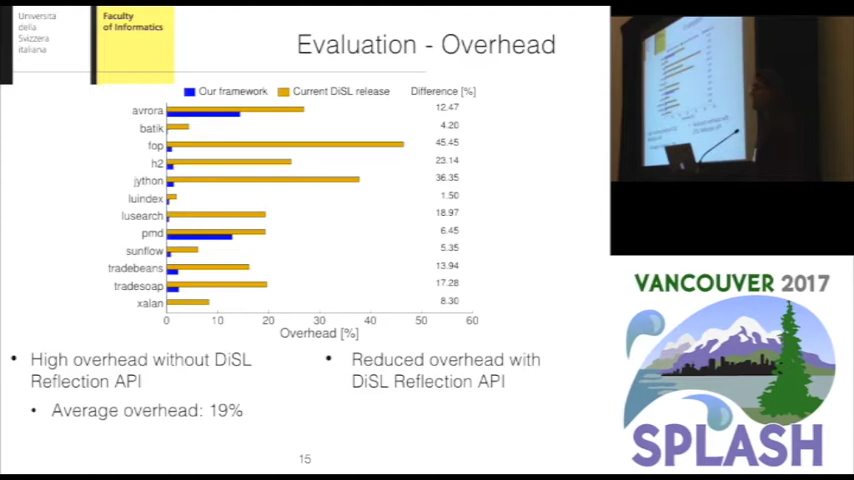 Universita
della
Svizzera
italiana
Faculty
of Informatics
Evaluation - Overhead
Our framework
Current DiSL release
Difference [%]
avrora 12.47
batik 4.20
fop 45.45
h2 23.14
jython 36.35
luindex 1.50
lusearch 18.97
pmd 6.45
sunflow 5.35
tradebeans 13.94
tradesoap 17.28
xalan 8.30
0 10 20 30 40 50 60
Overhead [%]
• High overhead without DiSL
Reflection API
• Average overhead: 19%
• Reduced overhead with
DiSL Reflection API
15
VANCOUVER 2017
SPLASH